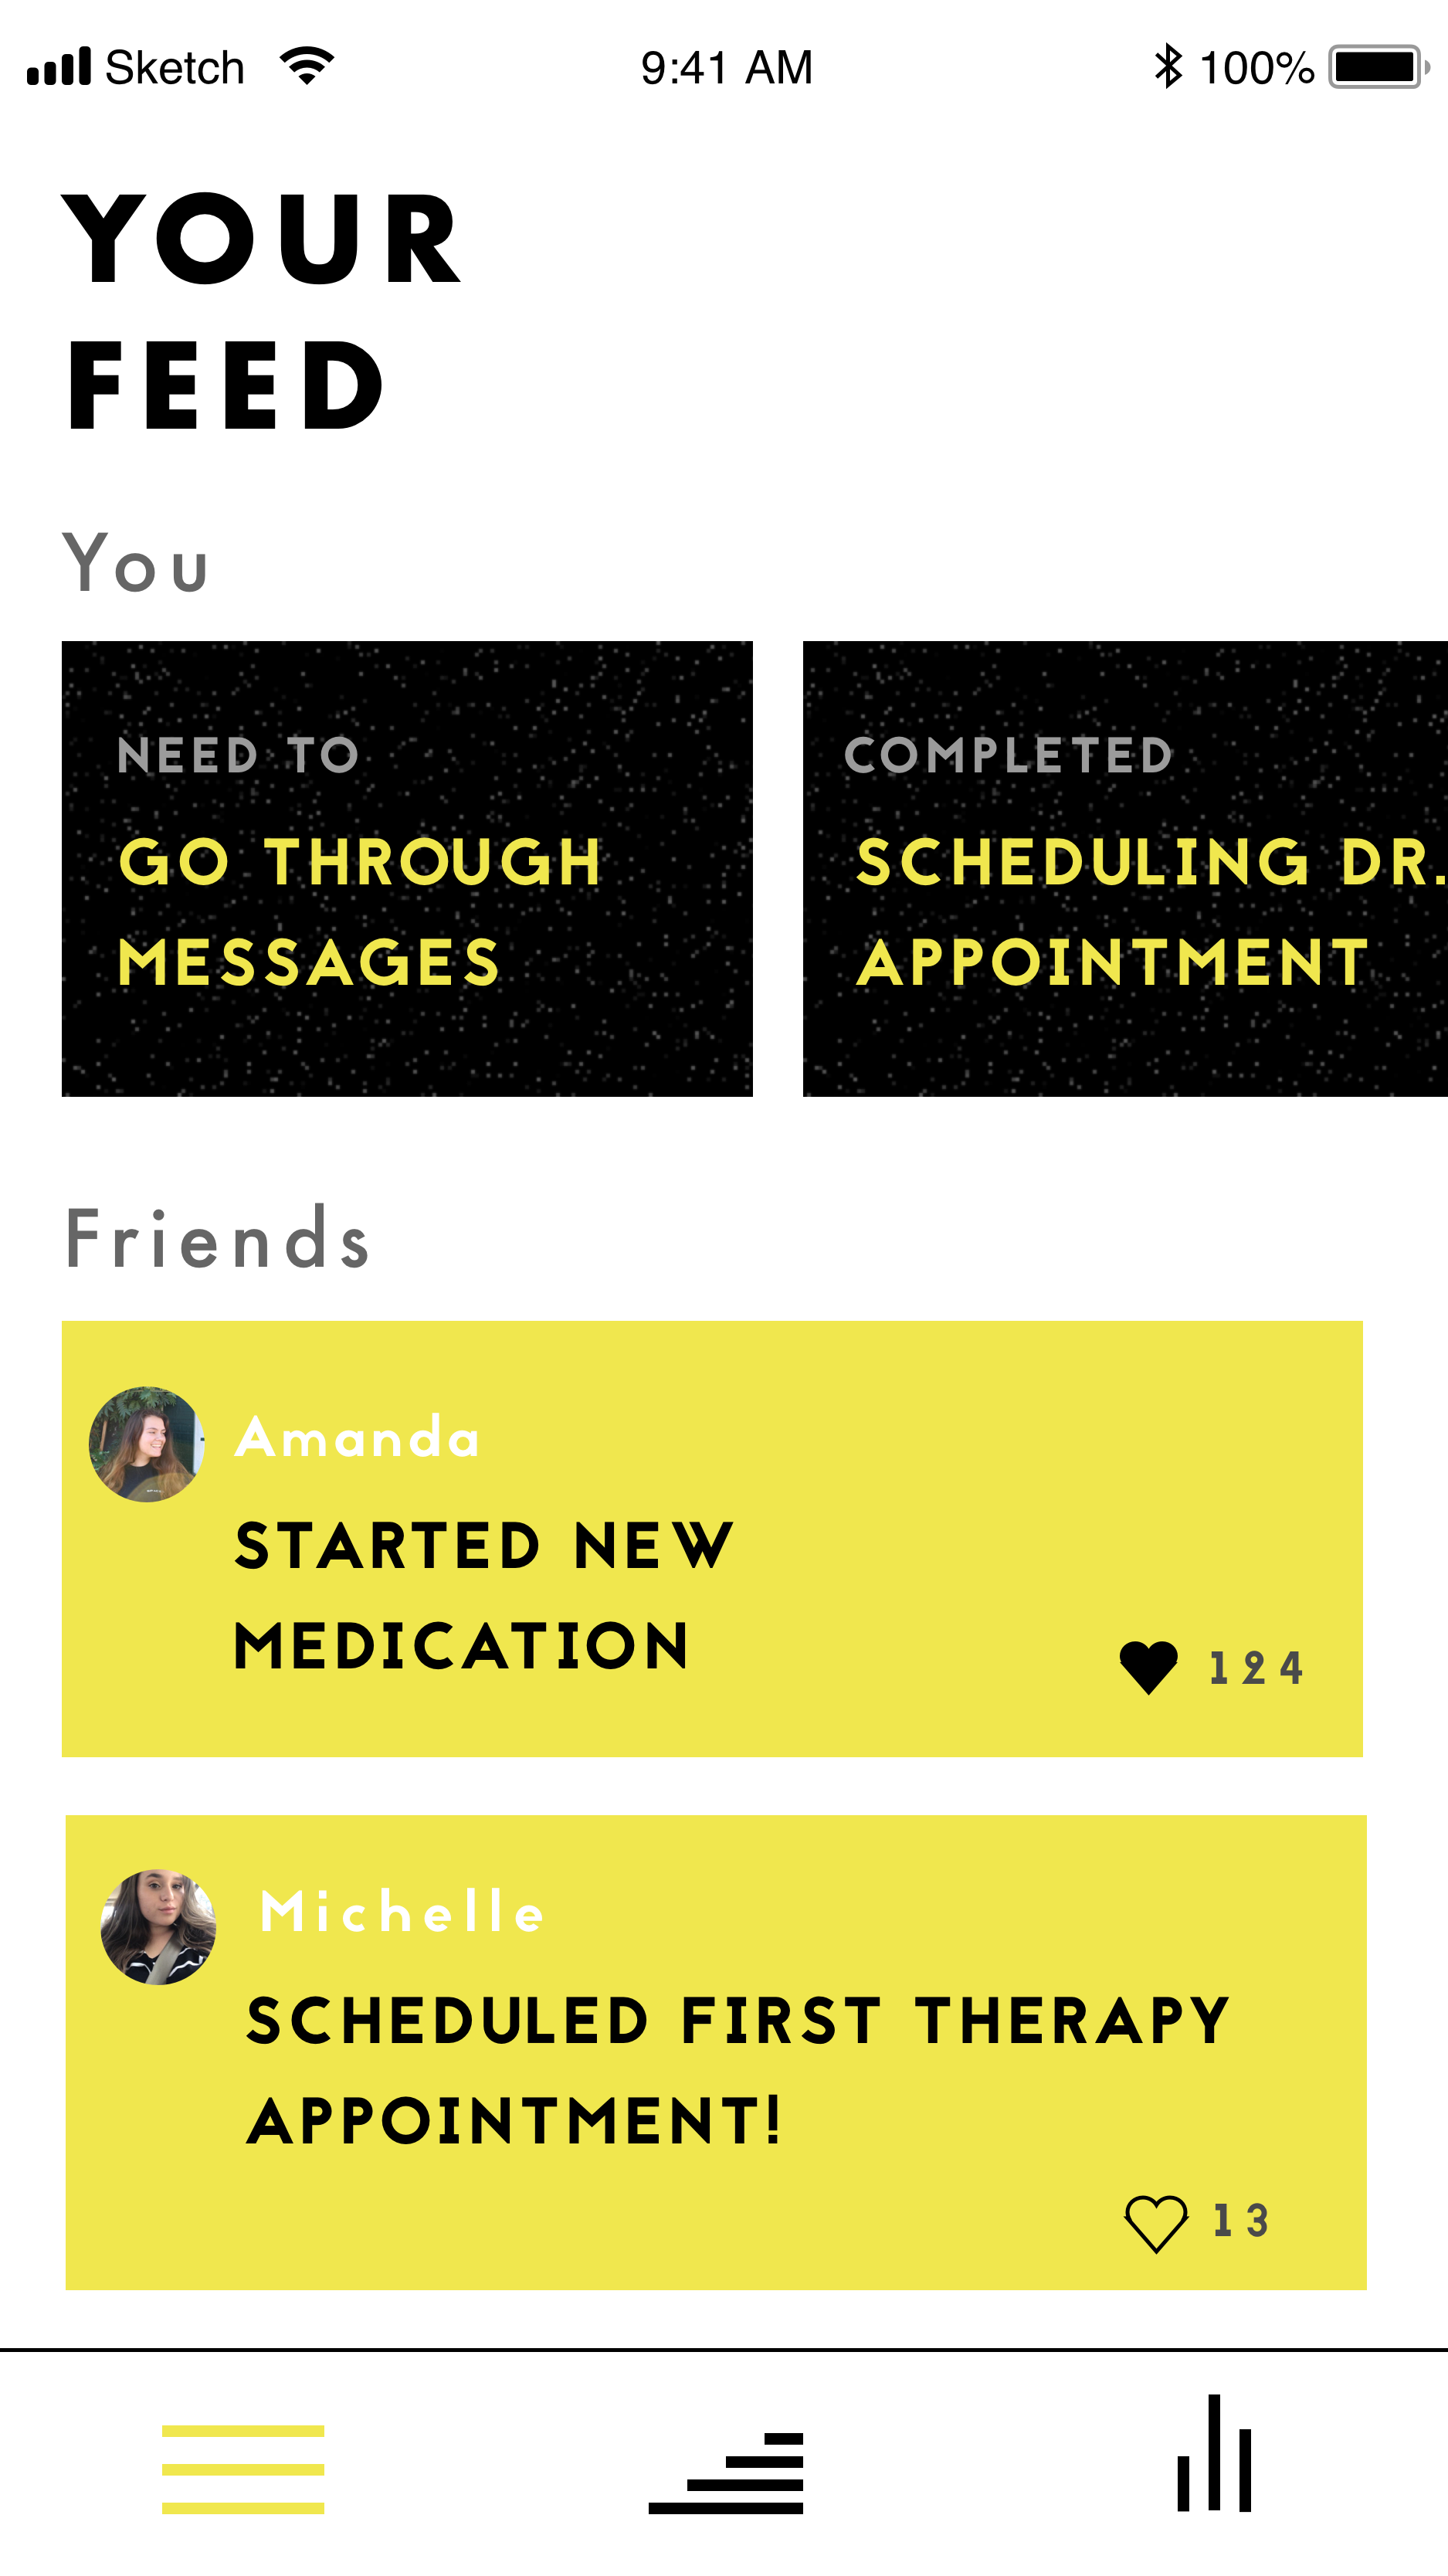 Sketch 9:41 AM 100%
YOUR
FEED
You
NEED TO
GO THROUGH
MESSAGES
COMPLETED
SCHEDULING DR.
APPOINTMENT
Friends
Amanda
STARTED NEW
MEDICATION
124
Michelle
SCHEDULED FIRST THERAPY
APPOINTMENT!
13